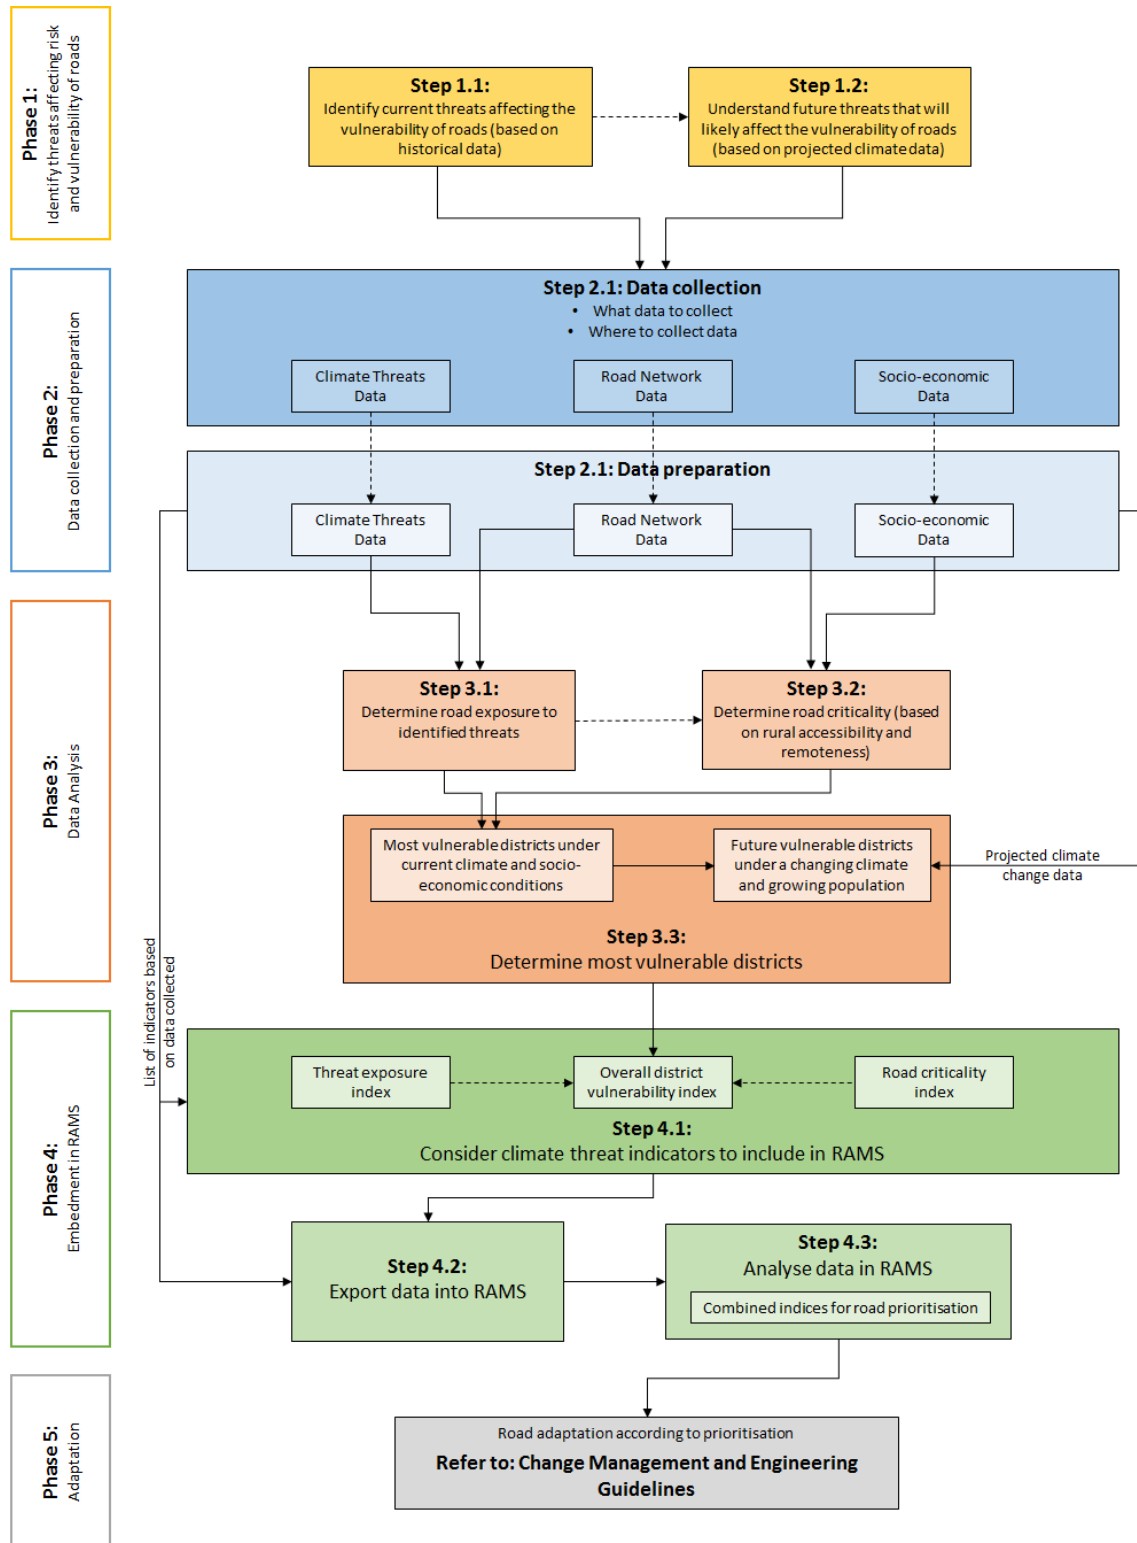 Phase 1:
Identify threats affecting risk
and vulnerability of roads
Step 1.1:
Identify current threats affecting the
vulnerability of roads (based on
historical data)
Step 1.2:
Understand future threats that will
likely affect the vulnerability of roads
(based on projected climate data)
Phase 2:
Data collection and preparation
Step 2.1: Data collection
• What data to collect
• Where to collect data
Climate Threats
Data
Road Network
Data
Socio-economic
Data
Step 2.1: Data preparation
Climate Threats
Data
Road Network
Data
Socio-economic
Data
Phase 3:
Data Analysis
Step 3.1:
Determine road exposure to
identified threats
Step 3.2:
Determine road criticality (based
on rural accessibility and
remoteness)
Most vulnerable districts under
current climate and socio-
economic conditions
Future vulnerable districts
under a changing climate
and growing population
Projected climate
change data
Step 3.3:
Determine most vulnerable districts
List of indicators based
on data collected
Phase 4:
Embedment in RAMS
Threat exposure
index
Overall district
vulnerability index
Road criticality
index
Step 4.1:
Consider climate threat indicators to include in RAMS
Step 4.2:
Export data into RAMS
Step 4.3:
Analyse data in RAMS
Combined indices for road prioritisation
Phase 5:
Adaptation
Road adaptation according to prioritisation
Refer to: Change Management and Engineering
Guidelines